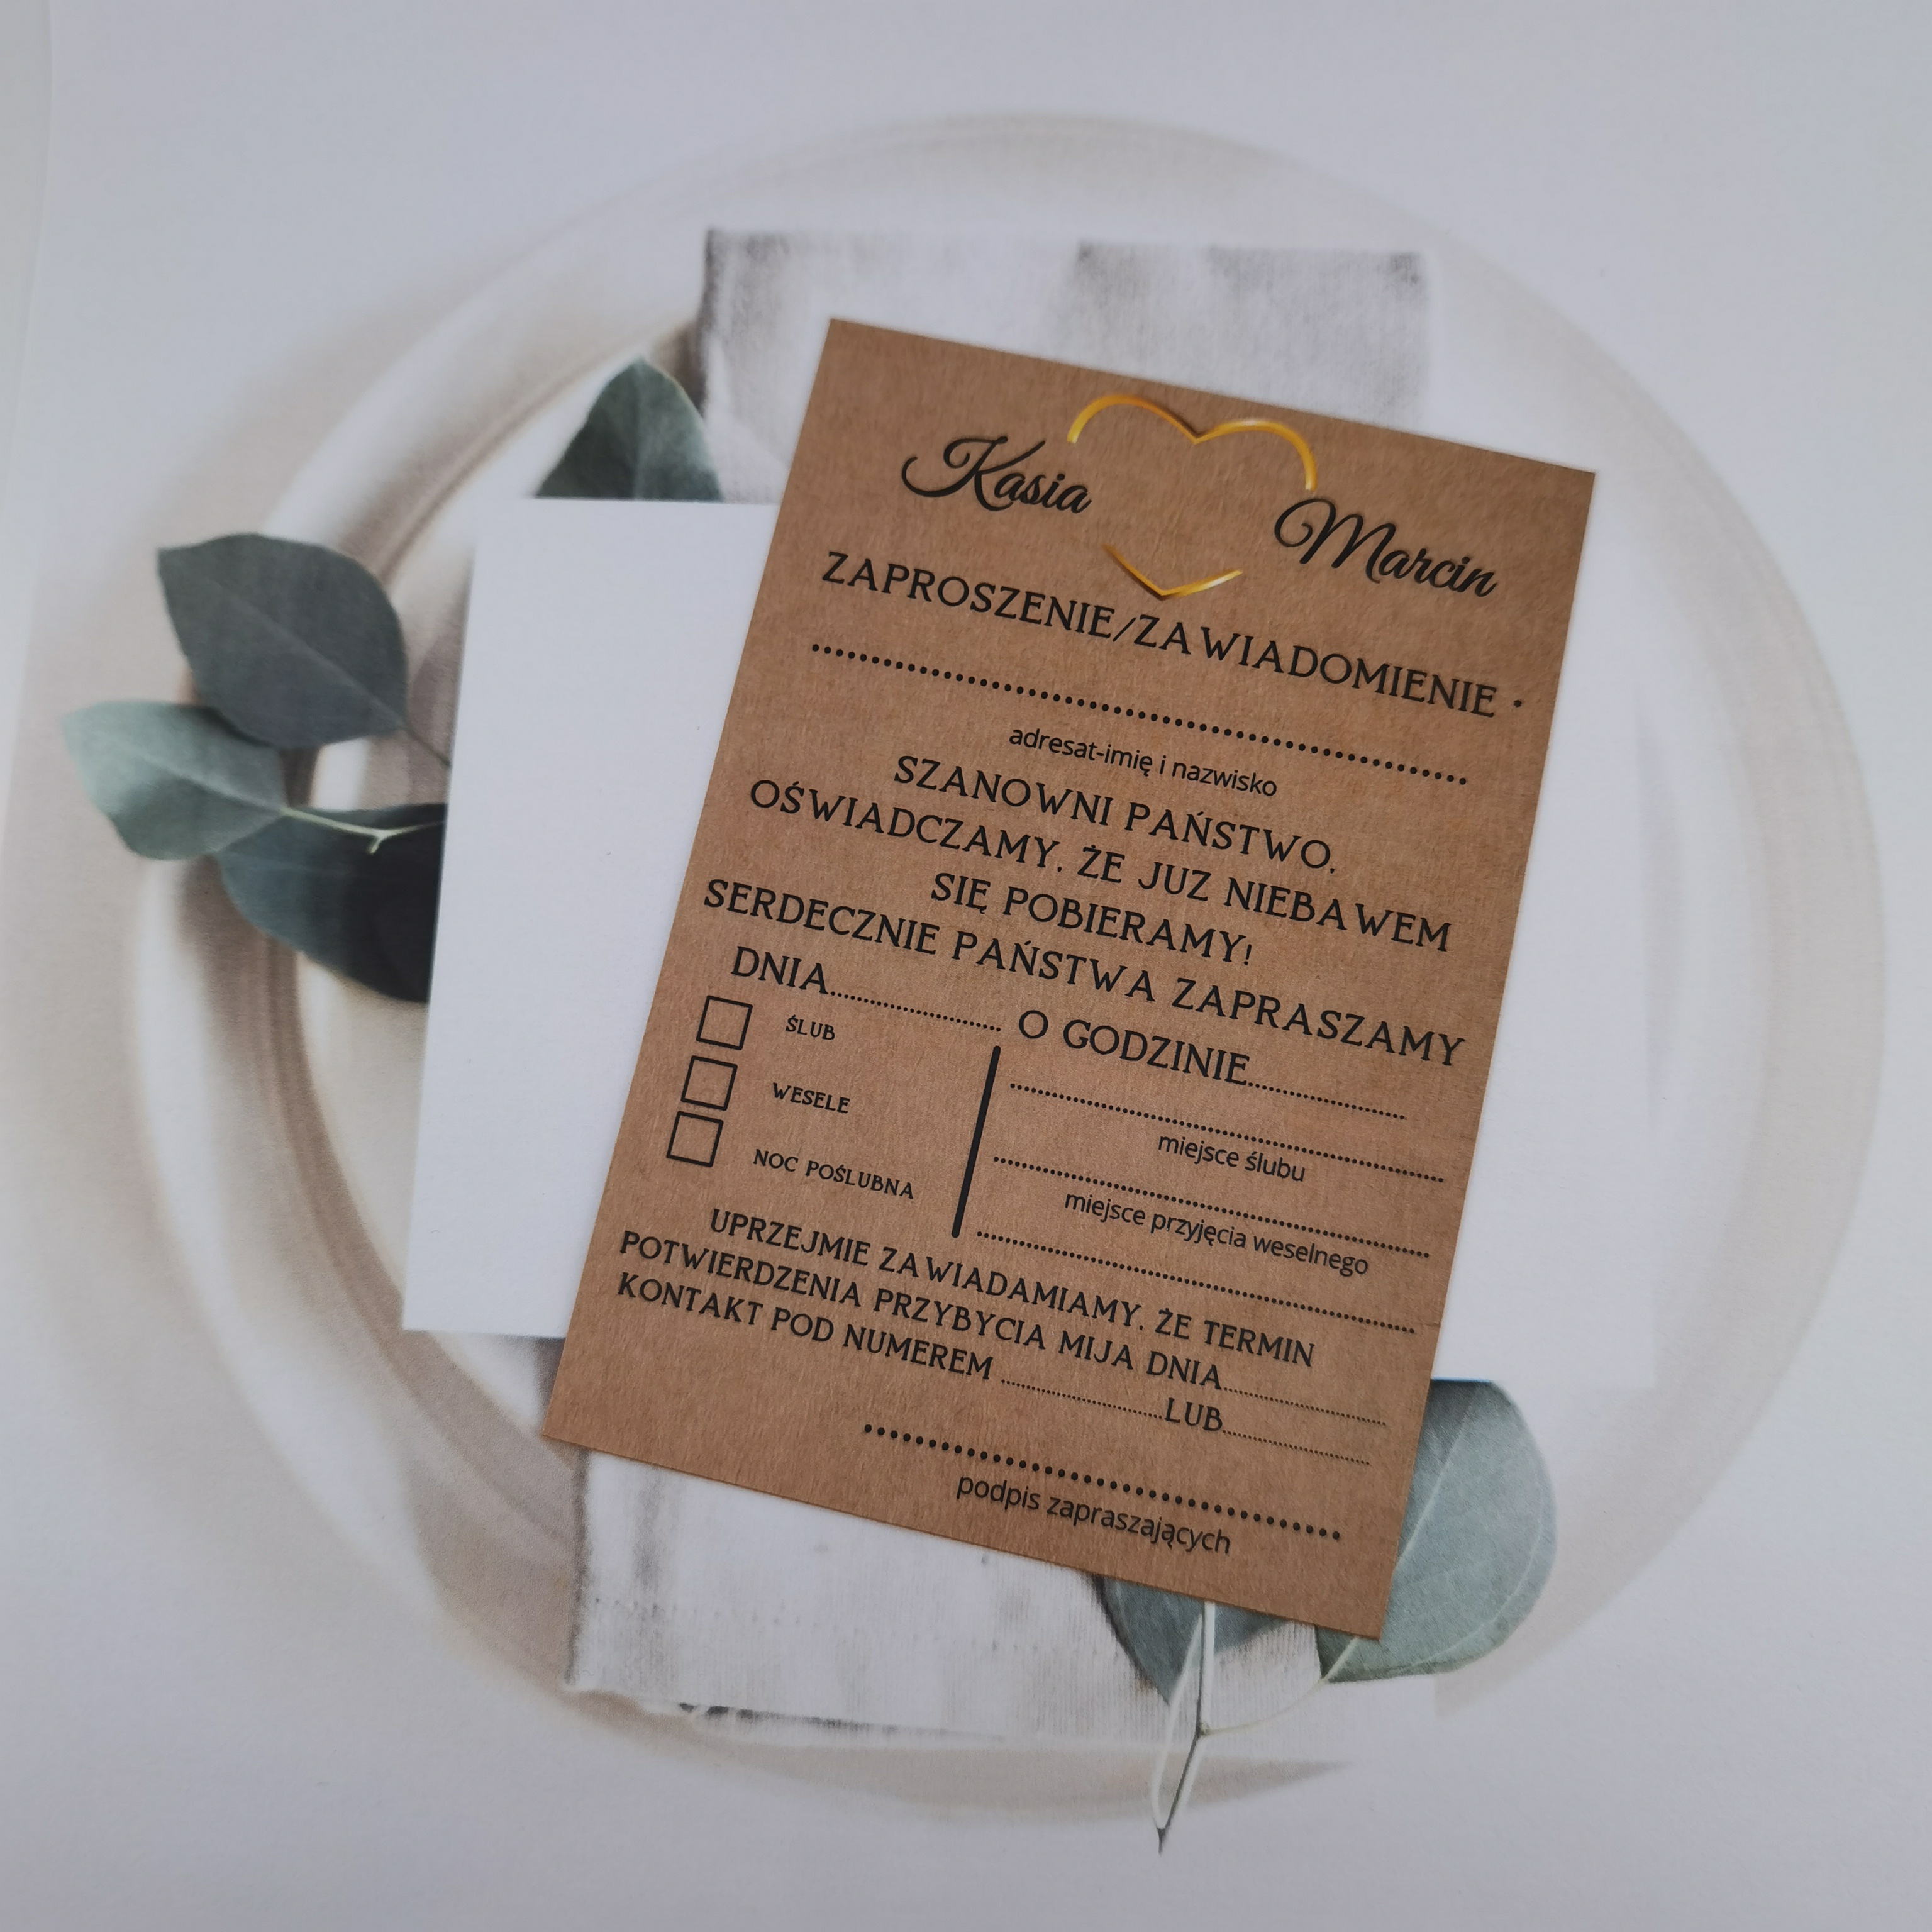 Kasia
Marcin
ZAPROSZENIE/ZAWIADOMIENIE •
........................................................
adresat-imię i nazwisko
SZANOWNI PAŃSTWO,
OŚWIADCZAMY, ŻE JUZ NIEBAWEM
SIĘ POBIERAMY!
SERDECZNIE PAŃSTWA ZAPRASZAMY
DNIA.............................. O GODZINIE..............................
ŚLUB
........................................................
miejsce ślubu
WESELE
........................................................
miejsce przyjęcia weselnego
NOC POŚLUBNA
........................................................
UPRZEJMIE ZAWIADAMIAMY, ŻE TERMIN
POTWIERDZENIA PRZYBYCIA MIJA DNIA..............................
KONTAKT POD NUMEREM ..............................LUB..............................
........................................
podpis zapraszających